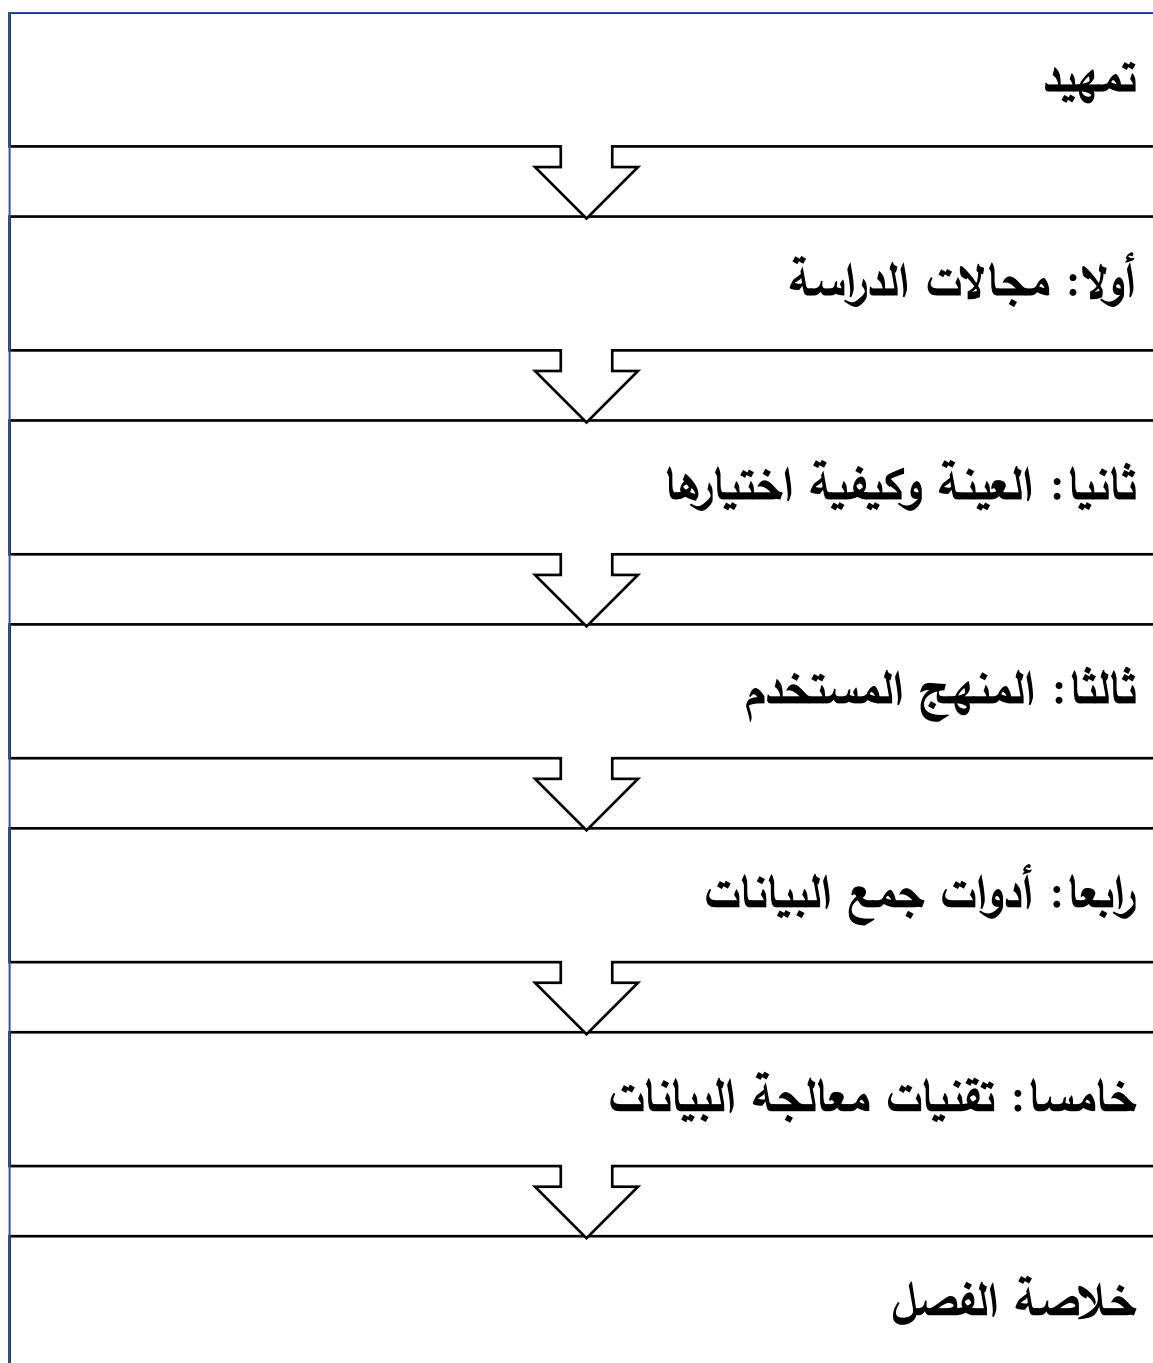 تمهيد
أولا: مجالات الدراسة
ثانيا: العينة وكيفية اختيارها
ثالثا: المنهج المستخدم
رابعا: أدوات جمع البيانات
خامسا: تقنيات معالجة البيانات
خلاصة الفصل